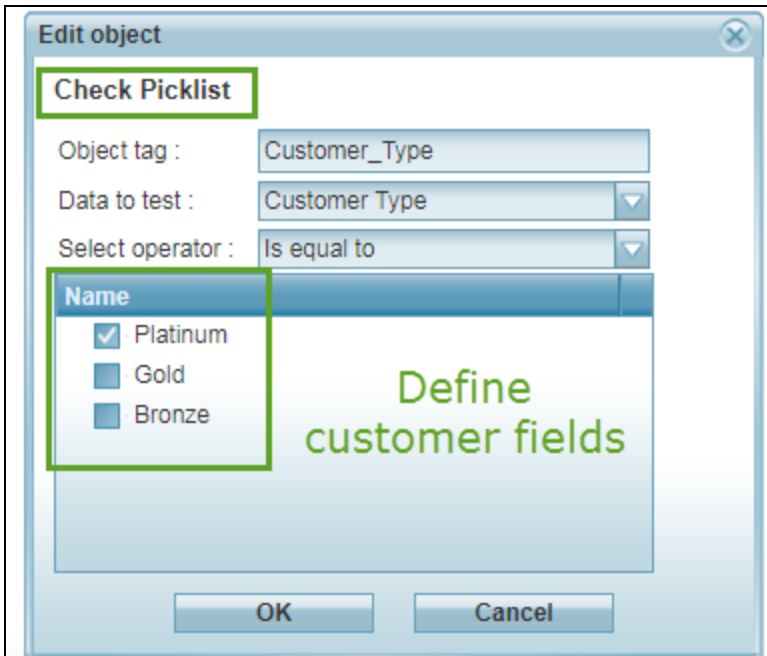 Edit object
Check Picklist
Object tag : Customer_Type
Data to test : Customer Type
Select operator : Is equal to
Name
Platinum
Gold
Bronze
Define
customer fields
OK Cancel